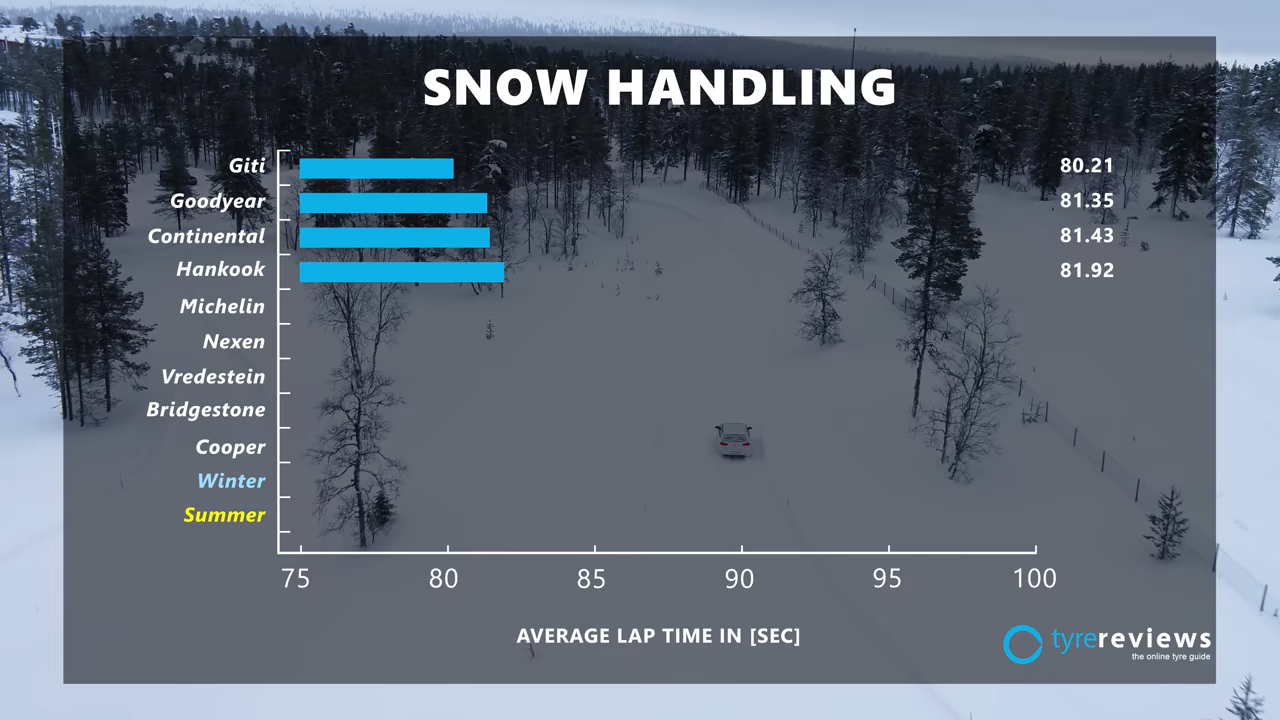 SNOW HANDLING
Giti 80.21
Goodyear 81.35
Continental 81.43
Hankook 81.92
Michelin
Nexen
Vredestein
Bridgestone
Cooper
Winter
Summer
75 80 85 90 95 100
AVERAGE LAP TIME IN [SEC]
tyrereviews
the online tyre guide